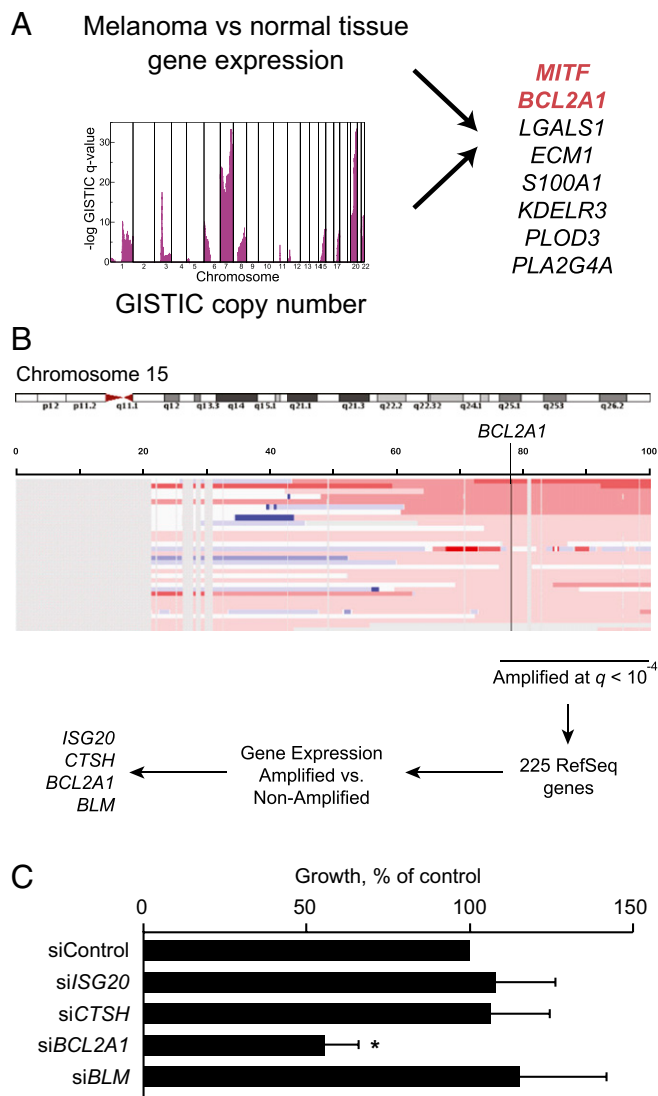 A
Melanoma vs normal tissue
gene expression
MITF
BCL2A1
LGALS1
ECM1
S100A1
KDELR3
PLOD3
PLA2G4A
-log GISTIC q-value
35
30
20
10
0
1 2 3 4 5 6 7 8 9 10 11 12 13 1415 17 20 22
Chromosome
GISTIC copy number
B
Chromosome 15
p12 p11.2 q11.1 q12 q13.3 q14 q15.1 q21.1 q21.3 q22.2 q22.32 q24.1 q25.1 q253 q26.2
BCL2A1
0 20 40 60 80 100
Amplified at q < 10-4
225 RefSeq
genes
Gene Expression
Amplified vs.
Non-Amplified
ISG20
CTSH
BCL2A1
BLM
C
Growth, % of control
0 50 100 150
siControl
siISG20
siCTSH
siBCL2A1 *
siBLM